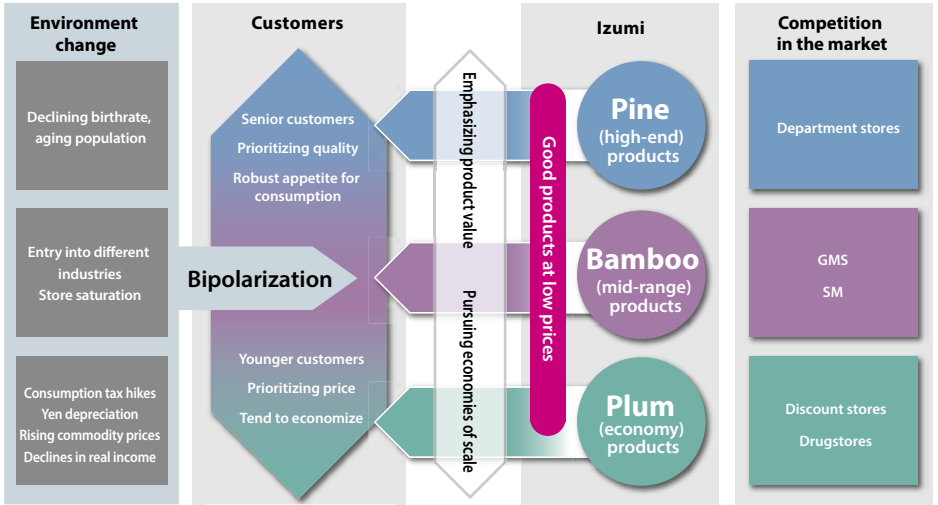 Environment
change
Declining birthrate,
aging population
Entry into different
industries
Store saturation
Consumption tax hikes
Yen depreciation
Rising commodity prices
Declines in real income
Customers
Senior customers
Prioritizing quality
Robust appetite for
consumption
Bipolarization
Younger customers
Prioritizing price
Tend to economize
Emphasizing product value
Pursuing economies of scale
Izumi
Good products at low prices
Pine
(high-end)
products
Bamboo
(mid-range)
products
Plum
(economy)
products
Competition
in the market
Department stores
GMS
SM
Discount stores
Drugstores